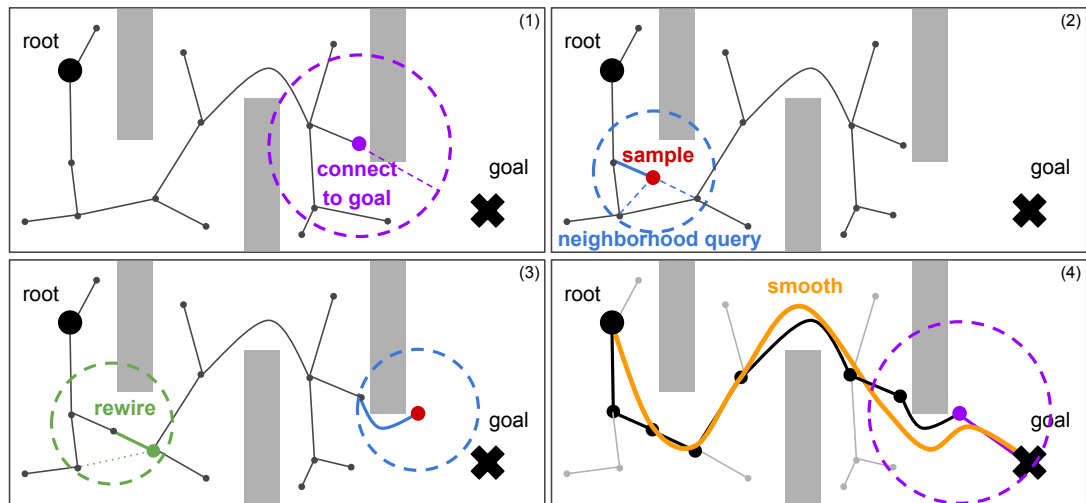 (1)
root
connect
to goal
goal
(2)
root
sample
neighborhood query
goal
(3)
root
rewire
goal
(4)
root
smooth
goal